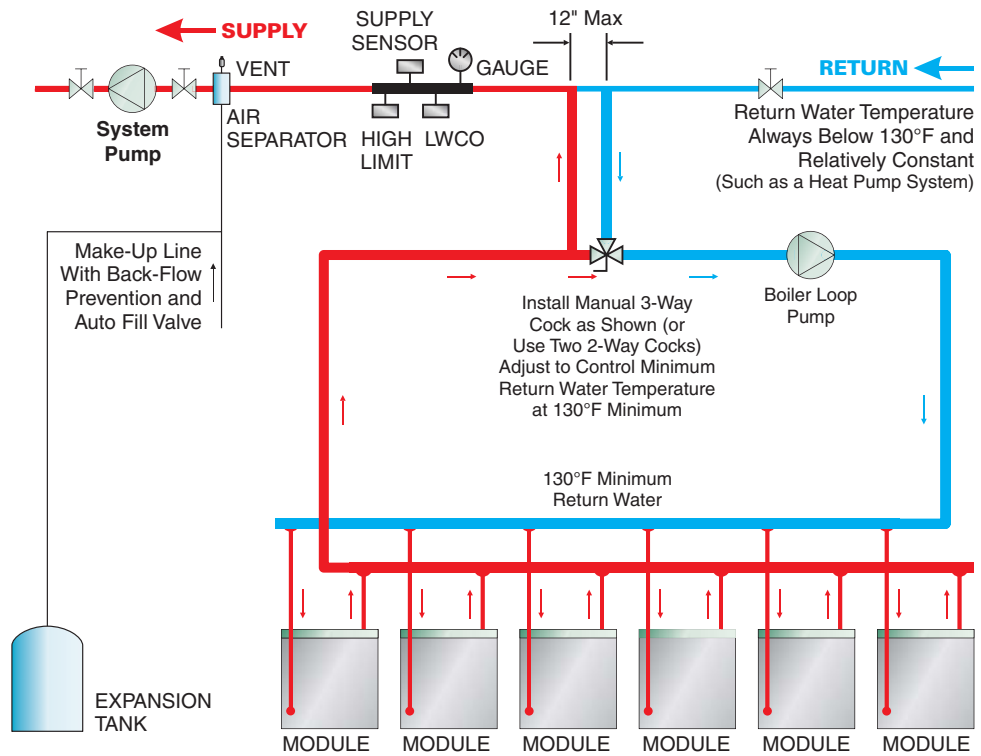 SUPPLY
SUPPLY
SENSOR
12" Max
GAUGE
RETURN
VENT
AIR
SEPARATOR
HIGH
LIMIT
LWCO
System
Pump
Return Water Temperature
Always Below 130°F and
Relatively Constant
(Such as a Heat Pump System)
Make-Up Line
With Back-Flow
Prevention and
Auto Fill Valve
Install Manual 3-Way
Cock as Shown (or
Use Two 2-Way Cocks)
Adjust to Control Minimum
Return Water Temperature
at 130°F Minimum
Boiler Loop
Pump
130°F Minimum
Return Water
EXPANSION
TANK
MODULE
MODULE
MODULE
MODULE
MODULE
MODULE